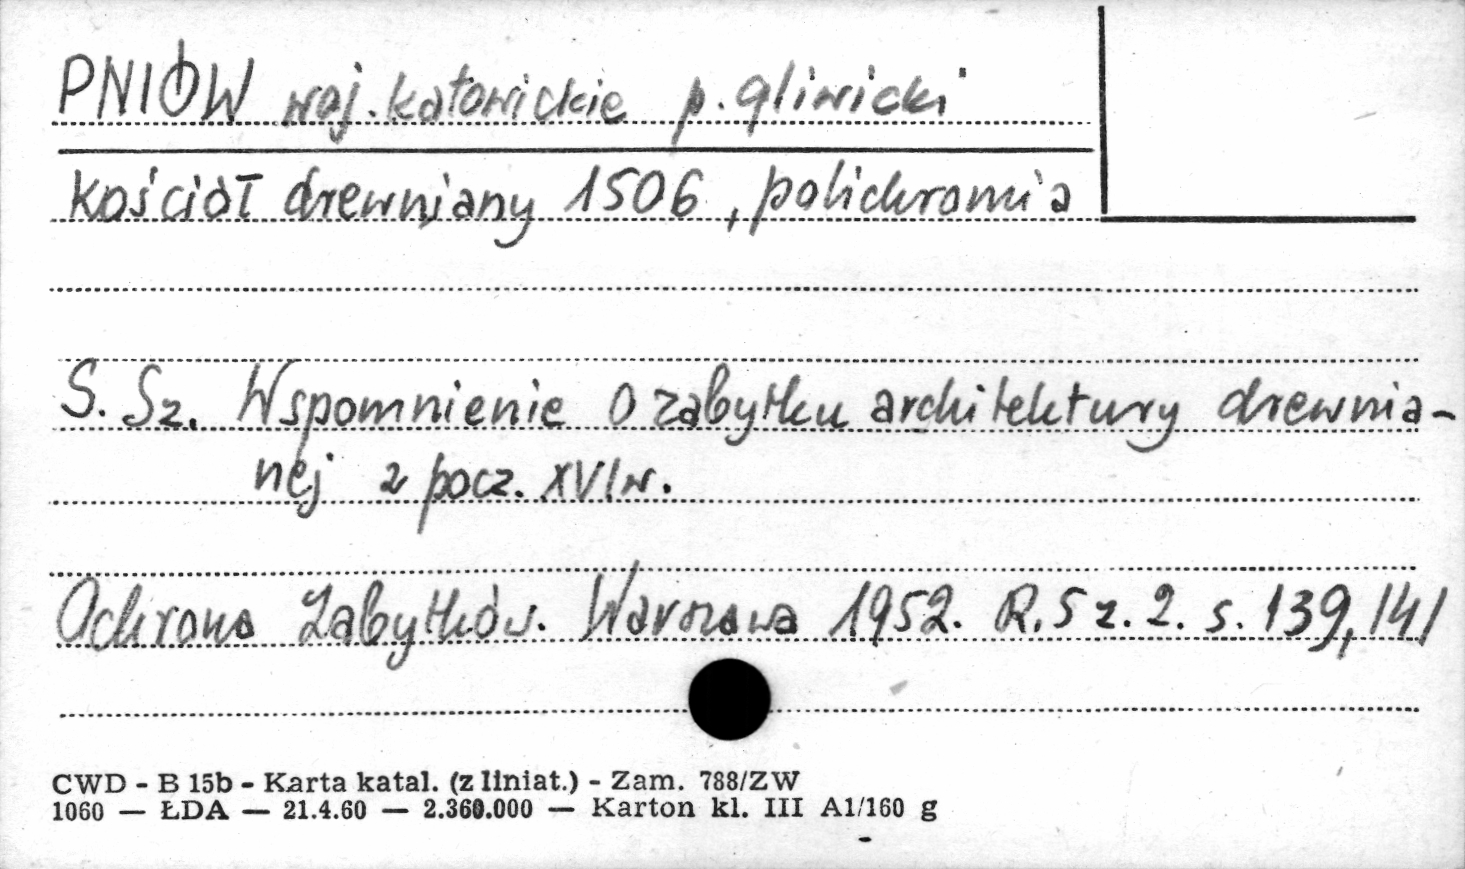 PNIÓW woj. katowickie p. gliwicki
Kościół drewniany 1506, polichromia
S. Sz. Wspomnienie o zabytku architektury drewnia-
nej z pocz. XVI w.
Ochrona Zabytków. Warszawa 1952. R. 5 z. 2. s. 139, 141
CWD - B 15b - Karta katal. (z liniat.) - Zam. 788/ZW
1060 — ŁDA — 21.4.60 — 2.360.000 — Karton kl. III A1/160 g